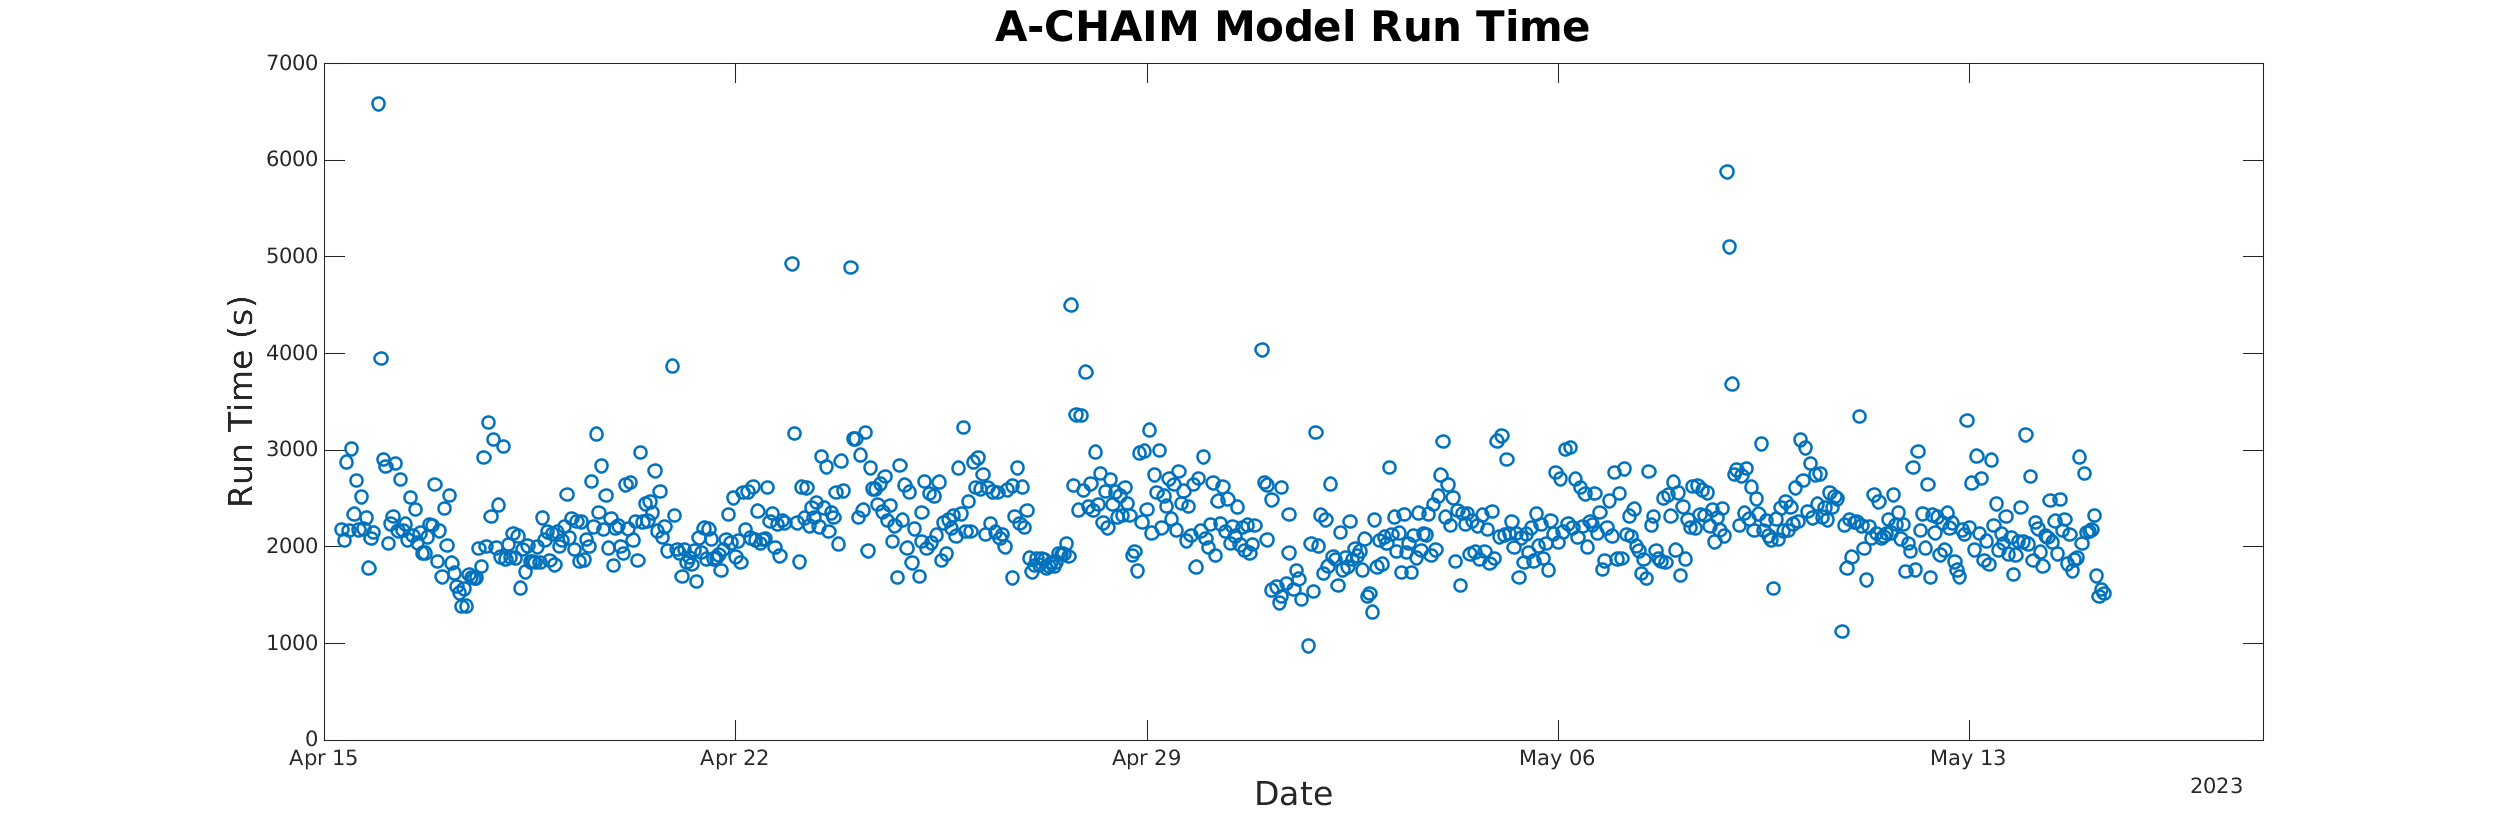 A-CHAIM Model Run Time
7000
6000
5000
4000
3000
2000
1000
0
Run Time (s)
Apr 15
Apr 22
Apr 29
May 06
May 13
Date
2023